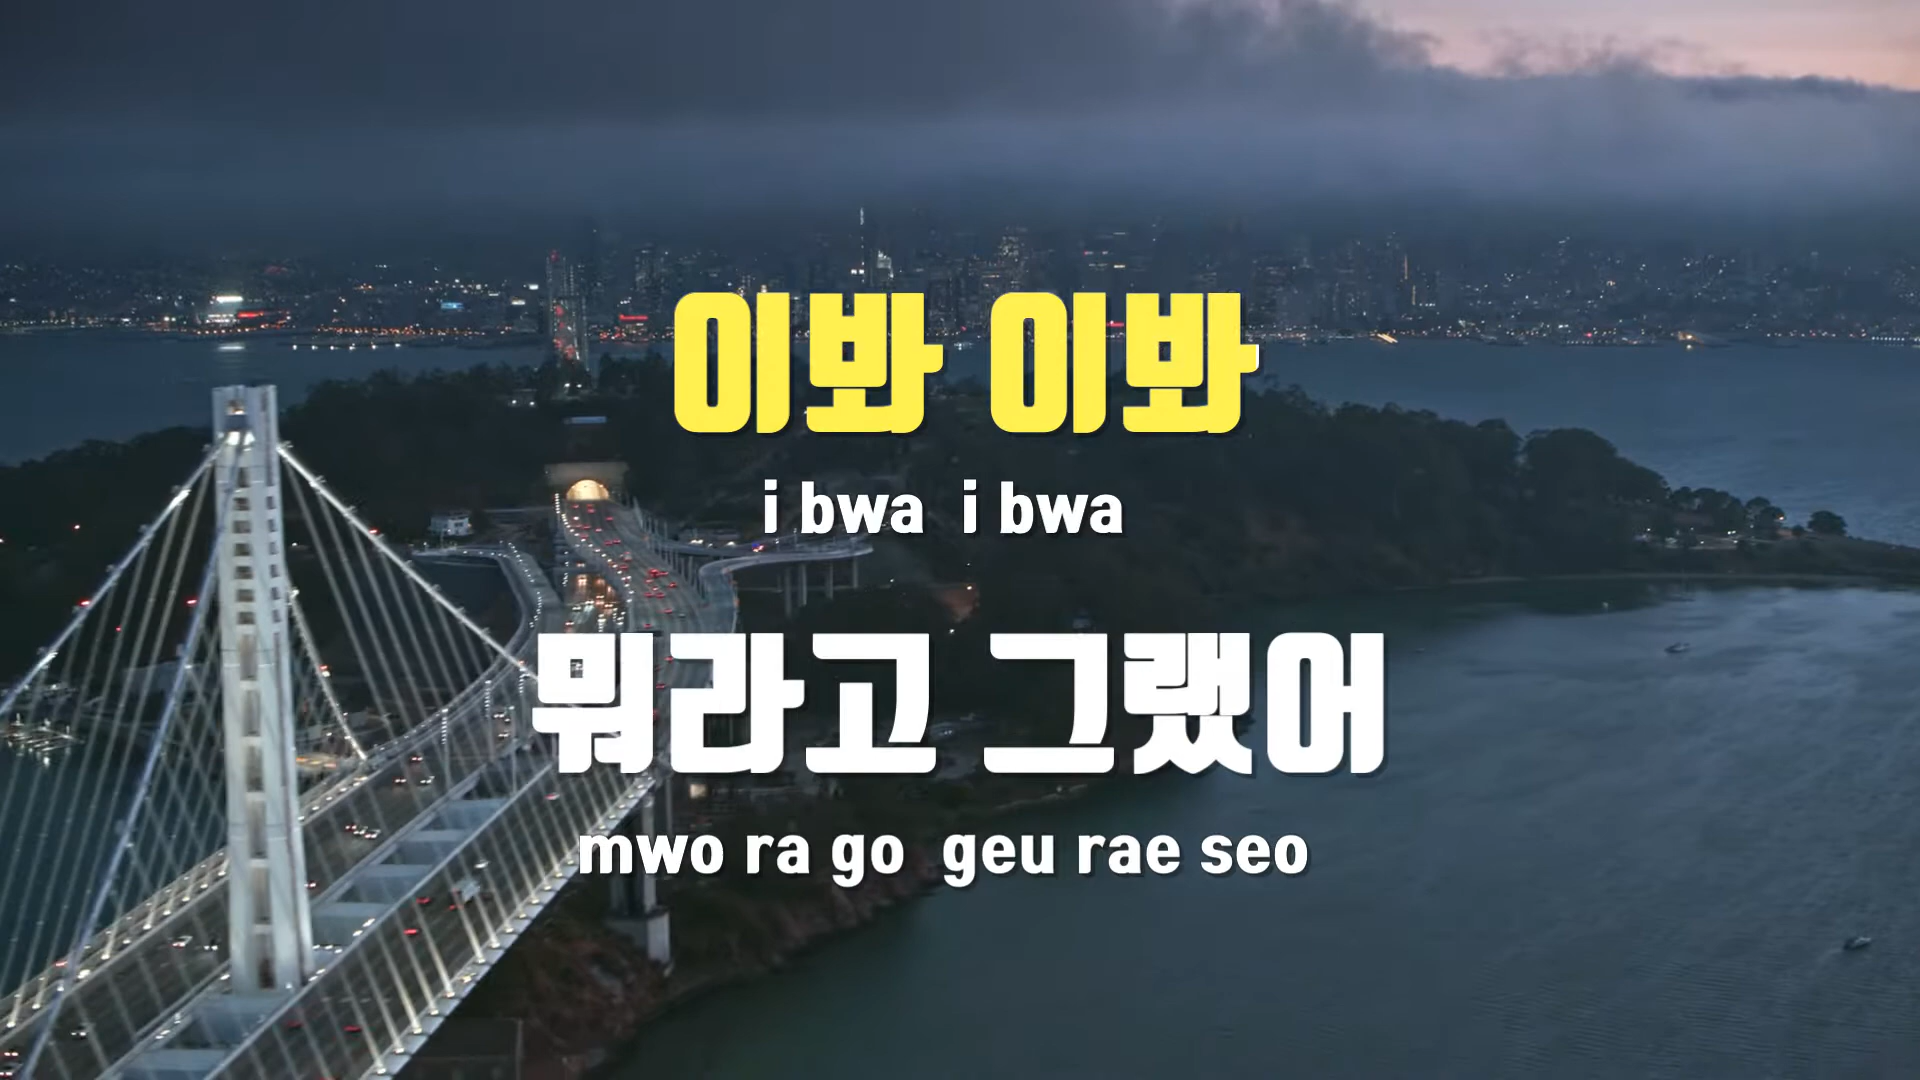 이봐 이봐
i bwa  i bwa
뭐라고 그랬어
mwo ra go  geu rae seo